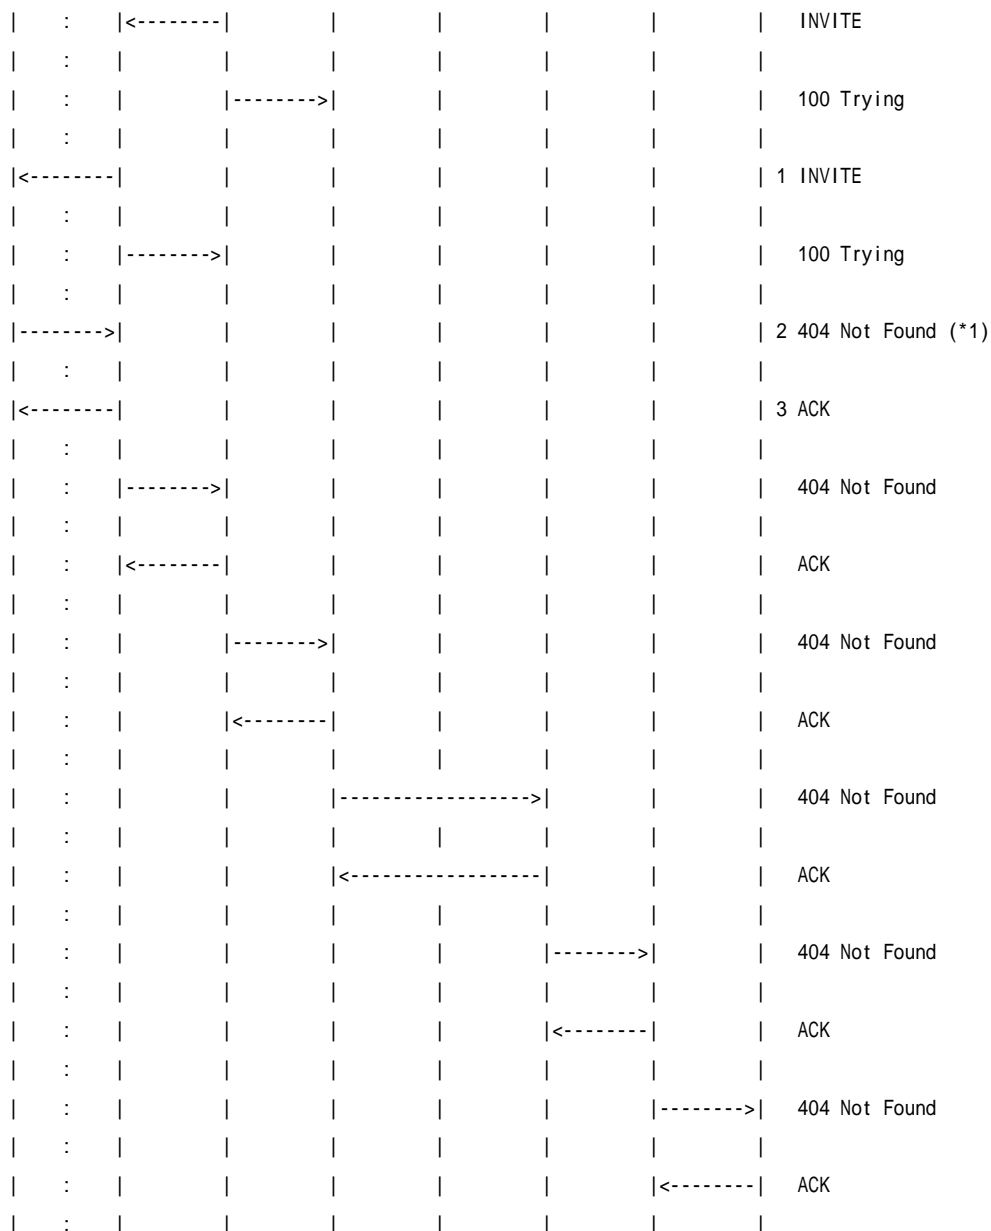 INVITE
100 Trying
1 INVITE
100 Trying
2 404 Not Found (*1)
3 ACK
404 Not Found
ACK
404 Not Found
ACK
404 Not Found
ACK
404 Not Found
ACK
404 Not Found
ACK